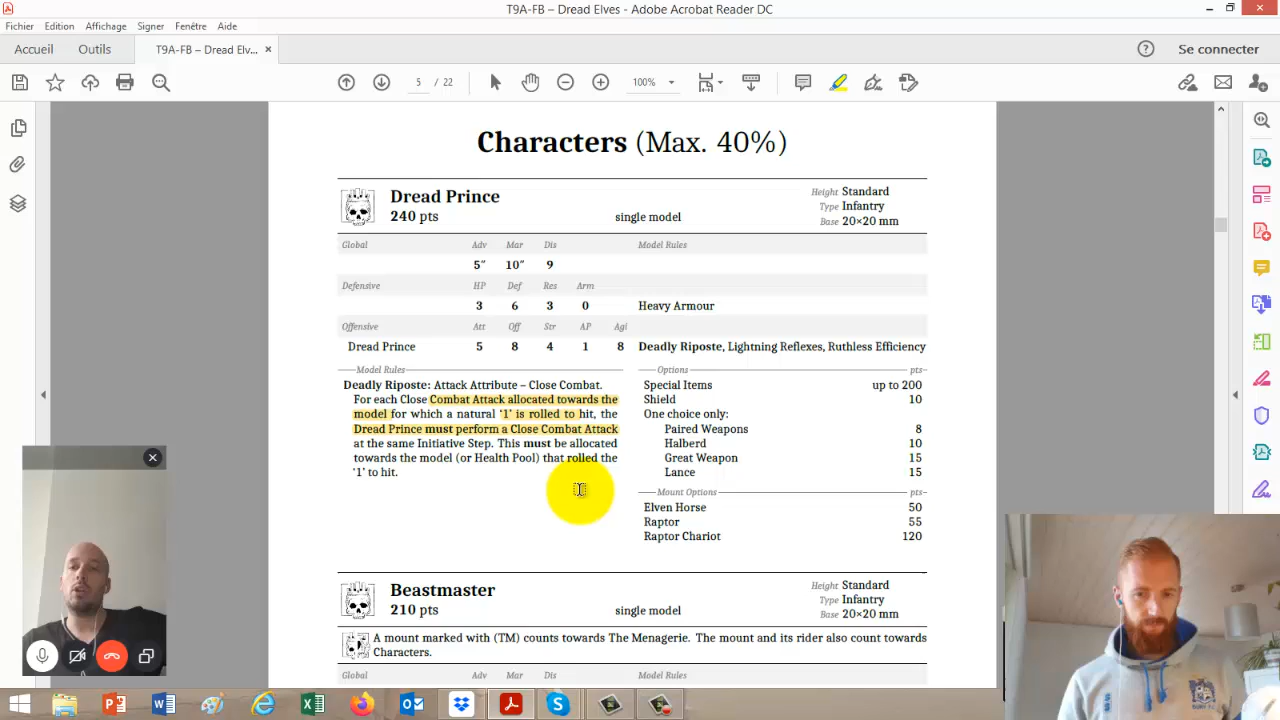 T9A-FB – Dread Elves - Adobe Acrobat Reader DC
Fichier Edition Affichage Signer Fenêtre Aide
Accueil Outils T9A-FB – Dread Elv... × ? Se connecter
5 / 22 100%
Characters (Max. 40%)
Dread Prince
240 pts single model
Height Standard
Type Infantry
Base 20×20 mm
Global Adv Mar Dis Model Rules
5″ 10″ 9
Defensive HP Def Res Arm
3 6 3 0 Heavy Armour
Offensive Att Off Str AP Agi
Dread Prince 5 8 4 1 8 Deadly Riposte, Lightning Reflexes, Ruthless Efficiency
Model Rules
Deadly Riposte: Attack Attribute – Close Combat.
For each Close Combat Attack allocated towards the
model for which a natural ‘1’ is rolled to hit, the
Dread Prince must perform a Close Combat Attack
at the same Initiative Step. This must be allocated
towards the model (or Health Pool) that rolled the
‘1’ to hit.
Options pts
Special Items up to 200
Shield 10
One choice only:
Paired Weapons 8
Halberd 10
Great Weapon 15
Lance 15
Mount Options pts
Elven Horse 50
Raptor 55
Raptor Chariot 120
Beastmaster
210 pts single model
Height Standard
Type Infantry
Base 20×20 mm
A mount marked with (TM) counts towards The Menagerie. The mount and its rider also count towards
Characters.
Global Adv Mar Dis Model Rules